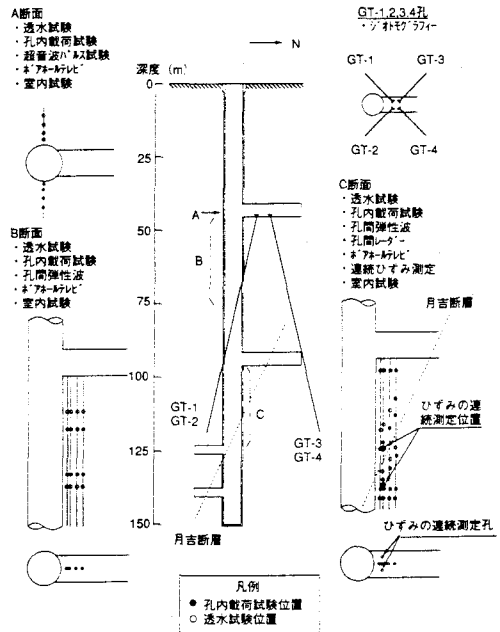 A断面
・透水試験
・孔内載荷試験
・超音波パルス試験
・ボアホールテレビ
・室内試験
N
GT-1,2,3,4孔
・ジオトモグラフィー
GT-1
GT-3
GT-2
GT-4
深度 (m)
0
25
50
75
100
125
150
A
B
C
GT-1
GT-2
GT-3
GT-4
月吉断層
B断面
・透水試験
・孔内載荷試験
・孔間弾性波
・ボアホールテレビ
・室内試験
C断面
・透水試験
・孔内載荷試験
・孔間弾性波
・孔間レーダー
・ボアホールテレビ
・連続ひずみ測定
・室内試験
月吉断層
ひずみの連
続測定位置
ひずみの連続測定孔
凡例
● 孔内載荷試験位置
○ 透水試験位置